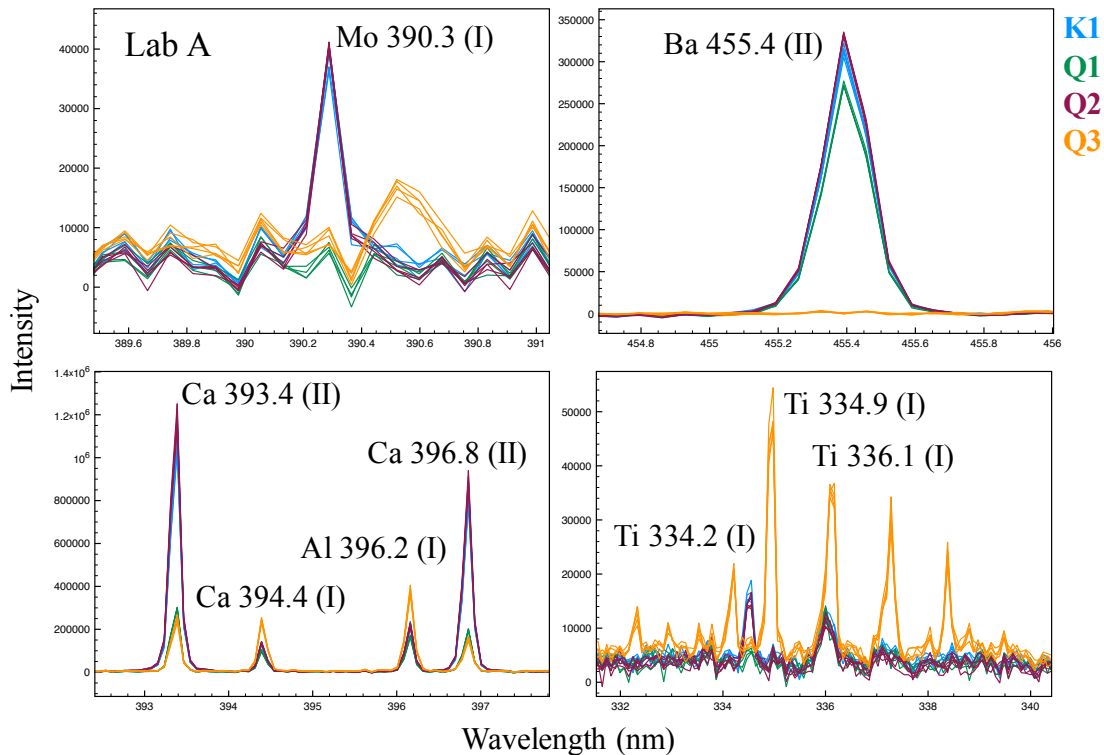 Lab A
Mo 390.3 (I)
40000
30000
20000
10000
0
389.6 389.8 390 390.2 390.4 390.6 390.8 391
Ba 455.4 (II)
350000
300000
250000
200000
150000
100000
50000
0
454.8 455 455.2 455.4 455.6 455.8 456
K1
Q1
Q2
Q3
Intensity
Ca 393.4 (II)
Ca 396.8 (II)
Al 396.2 (I)
Ca 394.4 (I)
1.4×10⁶
1.2×10⁶
10⁶
800000
600000
400000
200000
0
393 394 395 396 397
Ti 334.9 (I)
Ti 336.1 (I)
Ti 334.2 (I)
50000
40000
30000
20000
10000
0
332 334 336 338 340
Wavelength (nm)